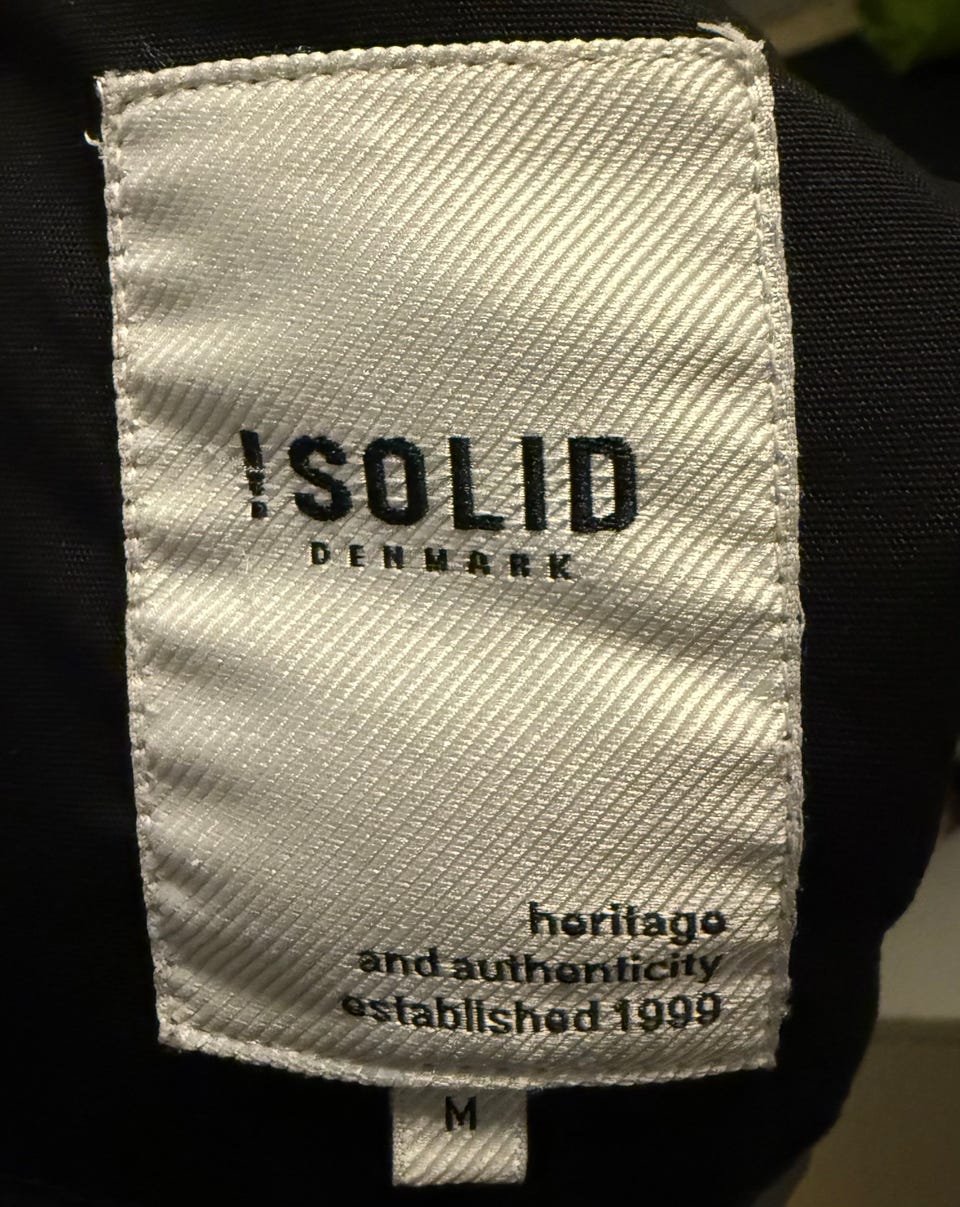 !SOLID
DENMARK
heritage
and authenticity
established 1999
M